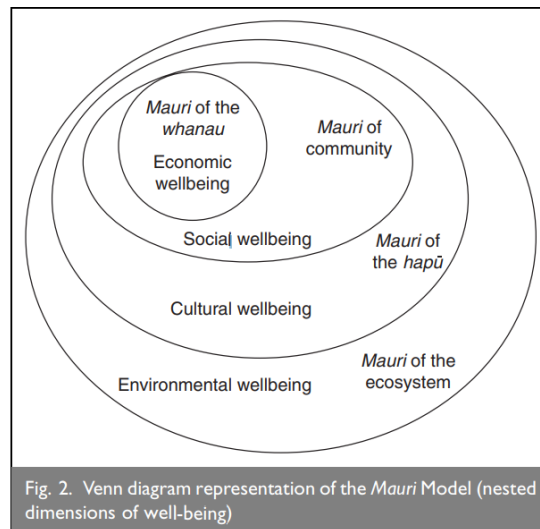 Mauri of the
whanau
Economic
wellbeing
Mauri of
community
Social wellbeing
Mauri of
the hapū
Cultural wellbeing
Environmental wellbeing
Mauri of the
ecosystem
Fig. 2. Venn diagram representation of the Mauri Model (nested
dimensions of well-being)